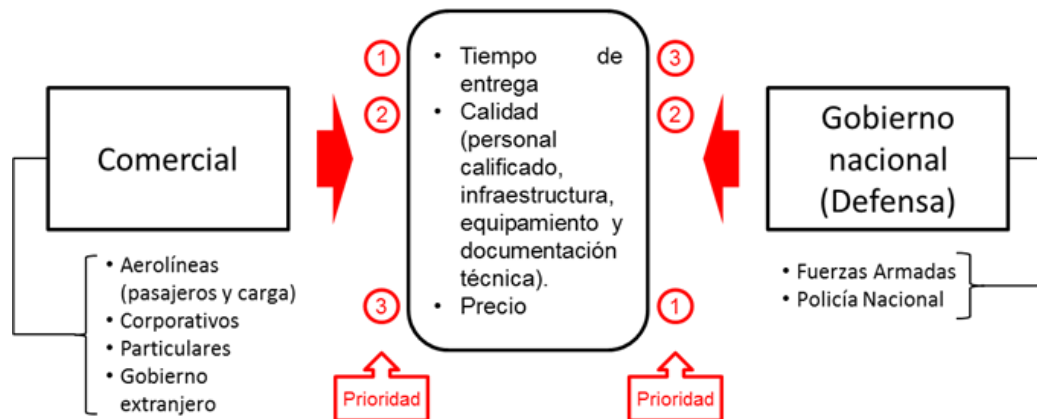 Comercial
• Aerolíneas
(pasajeros y carga)
• Corporativos
• Particulares
• Gobierno
extranjero
1
2
3
Prioridad
• Tiempo de
entrega
• Calidad
(personal
calificado,
infraestructura,
equipamiento y
documentación
técnica).
• Precio
3
2
1
Prioridad
Gobierno
nacional
(Defensa)
• Fuerzas Armadas
• Policía Nacional